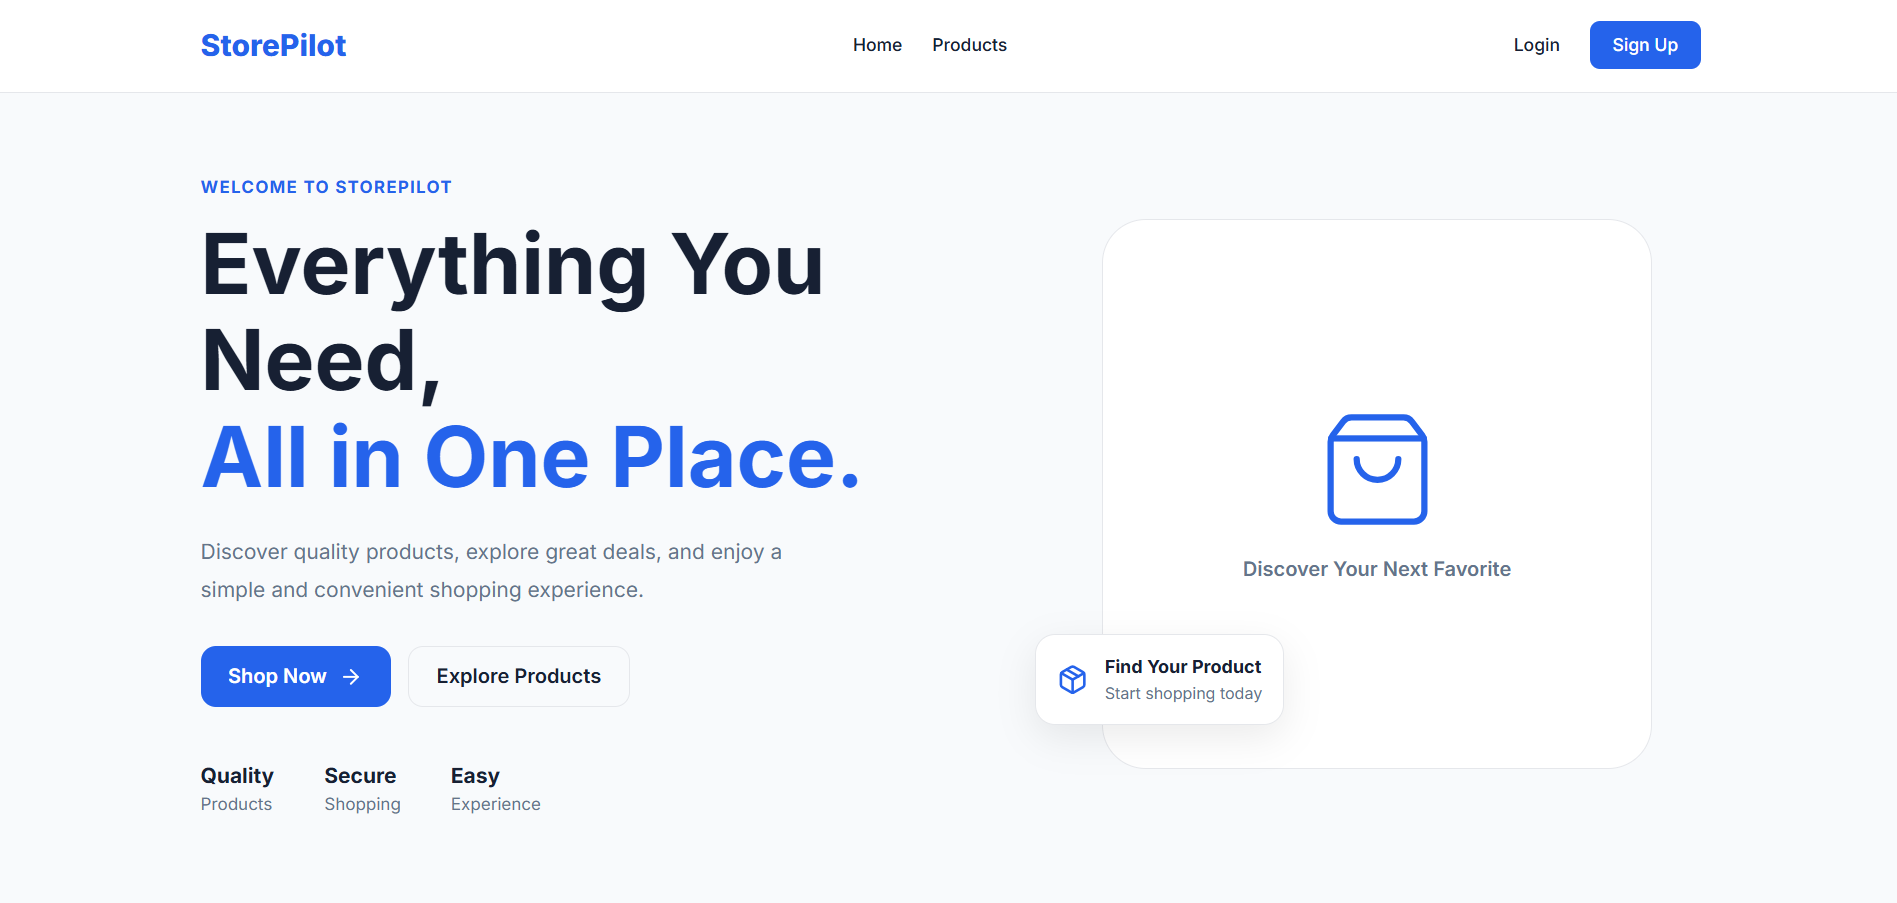 StorePilot
Home
Products
Login
Sign Up
WELCOME TO STOREPILOT
Everything You
Need,
All in One Place.
Discover quality products, explore great deals, and enjoy a
simple and convenient shopping experience.
Shop Now
Explore Products
Quality
Products
Secure
Shopping
Easy
Experience
Discover Your Next Favorite
Find Your Product
Start shopping today